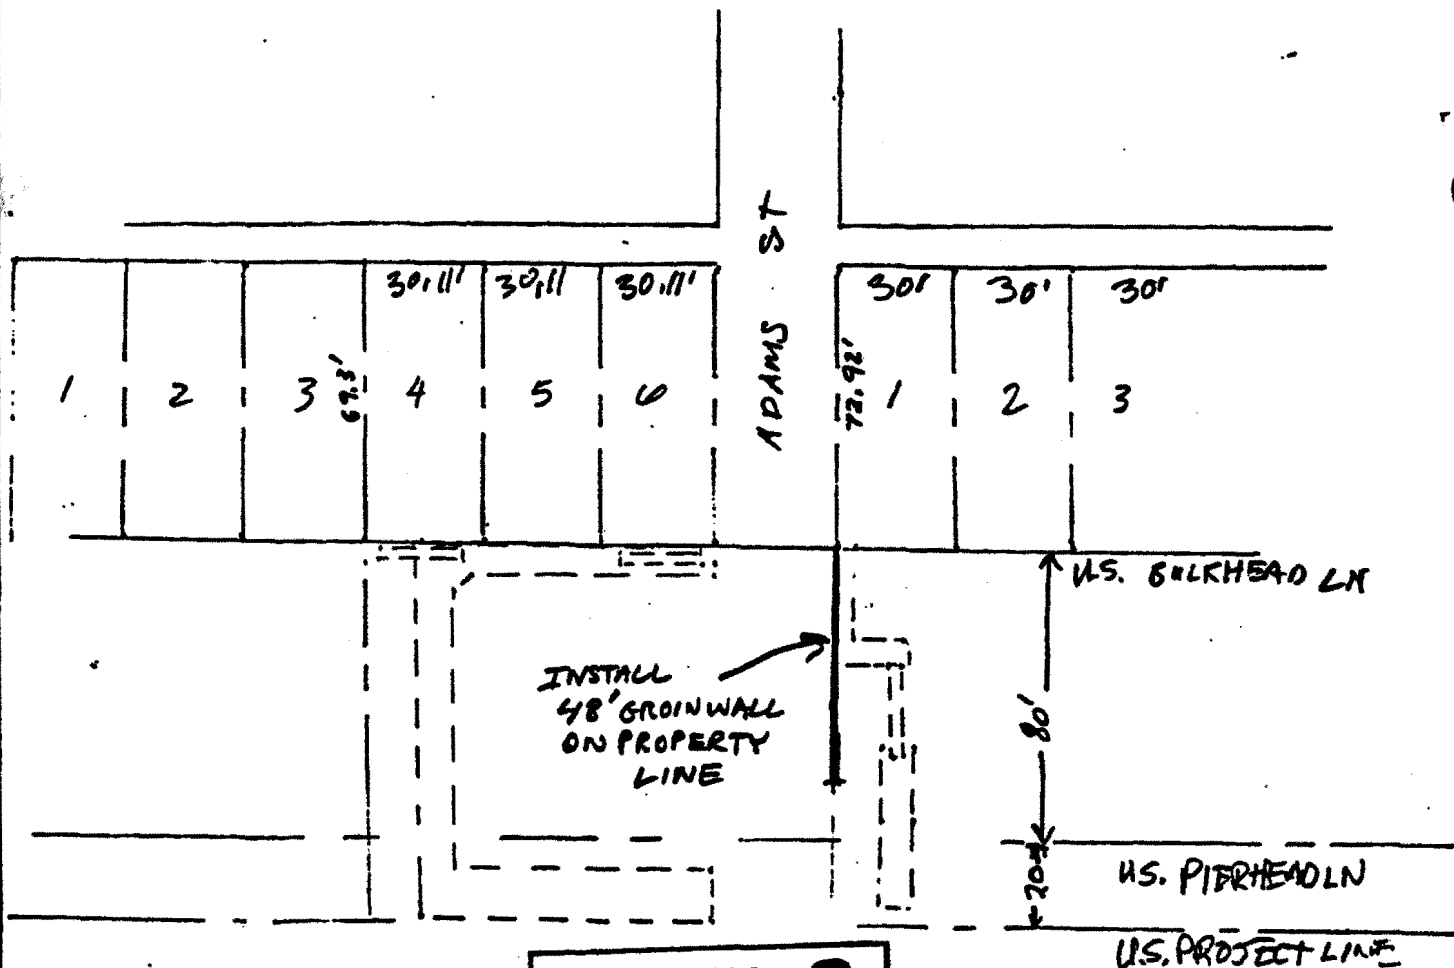 ADAMS ST
30.11' 30.11 30.11' 30' 30' 30'
1 2 3 69.3' 4 5 6 72.92' 1 2 3
U.S. BULKHEAD LN
INSTALL
48' GROINWALL
ON PROPERTY
LINE
80'
20'
U.S. PIERHEAD LN
U.S. PROJECT LINE